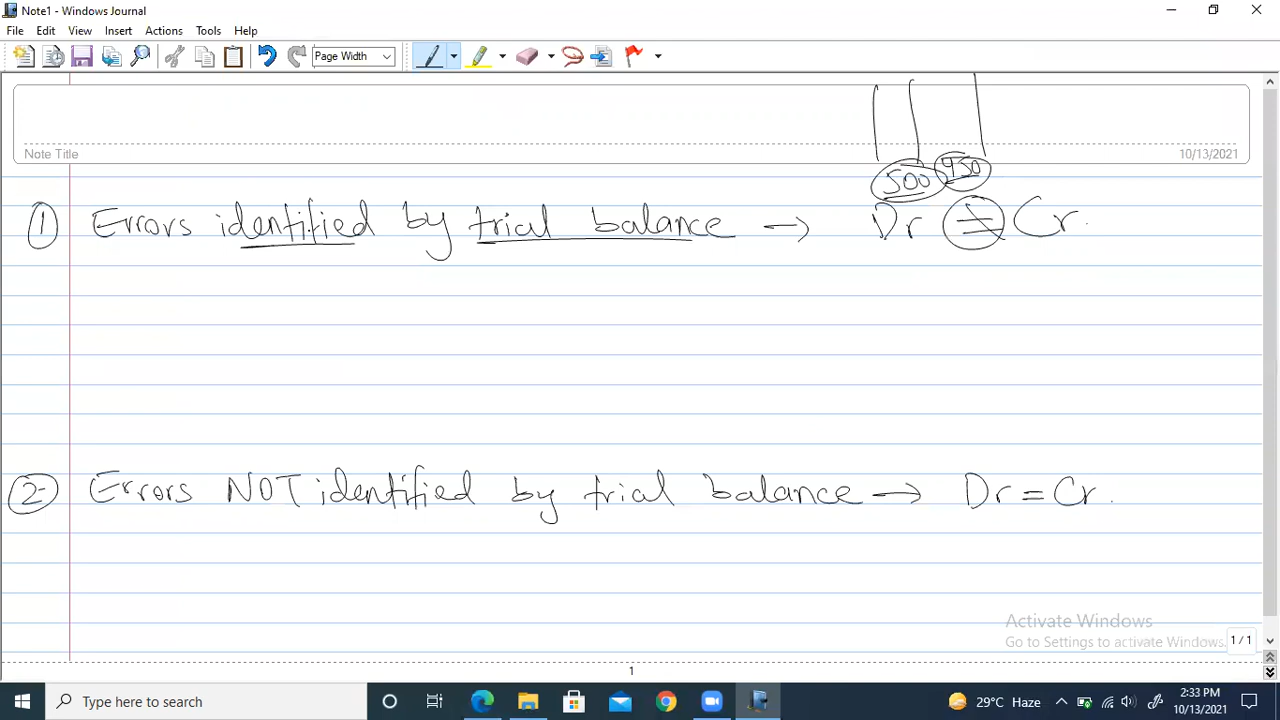 Note1 - Windows Journal
File Edit View Insert Actions Tools Help
Page Width
Note Title
10/13/2021
500 450
1 Errors identified by trial balance → Dr ≠ Cr.
2 Errors NOT identified by trial balance → Dr = Cr.
Activate Windows
Go to Settings to activate Windows.
1 / 1
1
Type here to search
29°C Haze
2:33 PM
10/13/2021